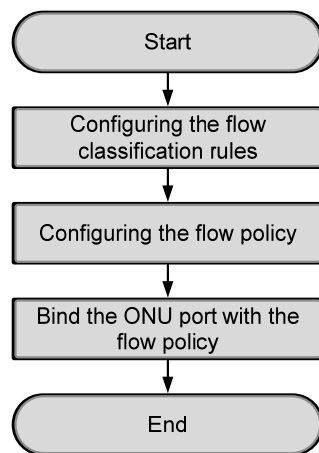 Start
Configuring the flow
classification rules
Configuring the flow policy
Bind the ONU port with the
flow policy
End